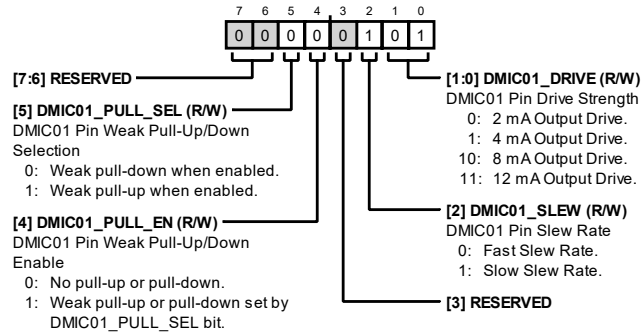 7 6 5 4 3 2 1 0
0 0 0 0 0 1 0 1
[7:6] RESERVED
[5] DMIC01_PULL_SEL (R/W)
DMIC01 Pin Weak Pull-Up/Down
Selection
0: Weak pull-down when enabled.
1: Weak pull-up when enabled.
[4] DMIC01_PULL_EN (R/W)
DMIC01 Pin Weak Pull-Up/Down
Enable
0: No pull-up or pull-down.
1: Weak pull-up or pull-down set by
DMIC01_PULL_SEL bit.
[1:0] DMIC01_DRIVE (R/W)
DMIC01 Pin Drive Strength
0: 2 mA Output Drive.
1: 4 mA Output Drive.
10: 8 mA Output Drive.
11: 12 mA Output Drive.
[2] DMIC01_SLEW (R/W)
DMIC01 Pin Slew Rate
0: Fast Slew Rate.
1: Slow Slew Rate.
[3] RESERVED